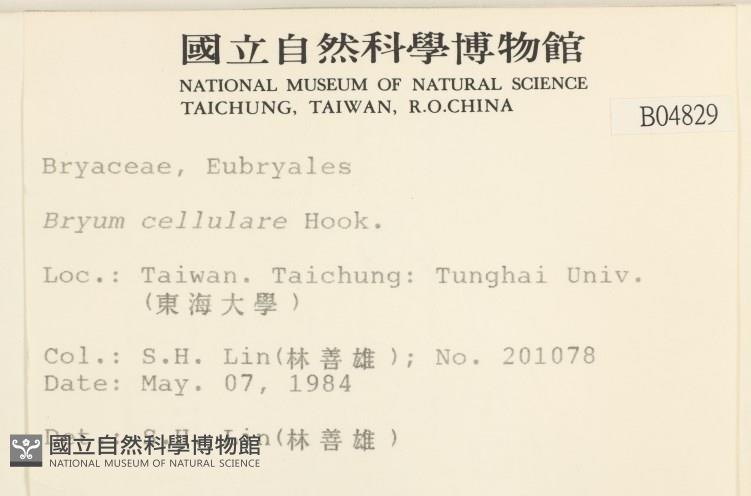 國立自然科學博物館
NATIONAL MUSEUM OF NATURAL SCIENCE
TAICHUNG, TAIWAN, R.O.CHINA
B04829
Bryaceae, Eubryales
Bryum cellulare Hook.
Loc.: Taiwan. Taichung: Tunghai Univ.
(東海大學)
Col.: S.H. Lin(林善雄); No. 201078
Date: May. 07, 1984
Det.: S.H. Lin(林善雄)
國立自然科學博物館
NATIONAL MUSEUM OF NATURAL SCIENCE